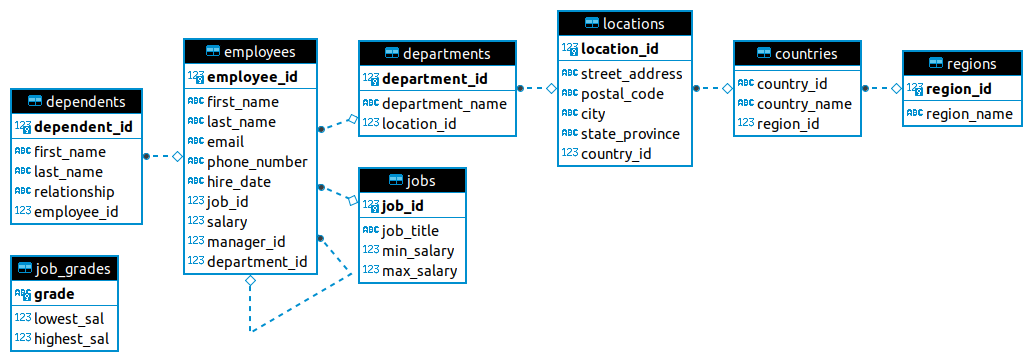 dependents
123 dependent_id
ABC first_name
ABC last_name
ABC relationship
ABC employee_id
job_grades
ABC grade
123 lowest_sal
123 highest_sal
employees
123 employee_id
ABC first_name
ABC last_name
ABC email
ABC phone_number
ABC hire_date
123 job_id
123 salary
123 manager_id
123 department_id
departments
123 department_id
ABC department_name
123 location_id
jobs
123 job_id
ABC job_title
123 min_salary
123 max_salary
locations
123 location_id
ABC street_address
ABC postal_code
ABC city
ABC state_province
123 country_id
countries
ABC country_id
ABC country_name
123 region_id
regions
123 region_id
ABC region_name